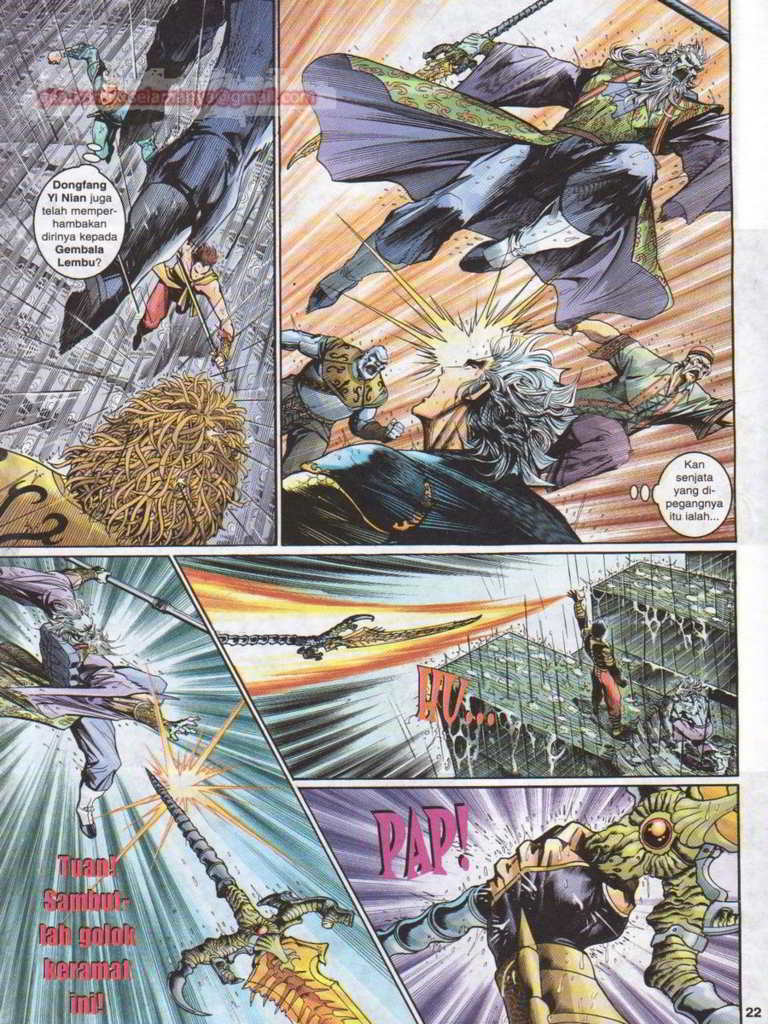 Dongfang
Yi Nian juga
telah memper-
hambakan
dirinya kepada
Gembala
Lembu?
Kan
senjata
yang di-
pegangnya
itu ialah...
HU...
Tuan!
Sambut-
lah golok
keramat
ini!
PAP!
22